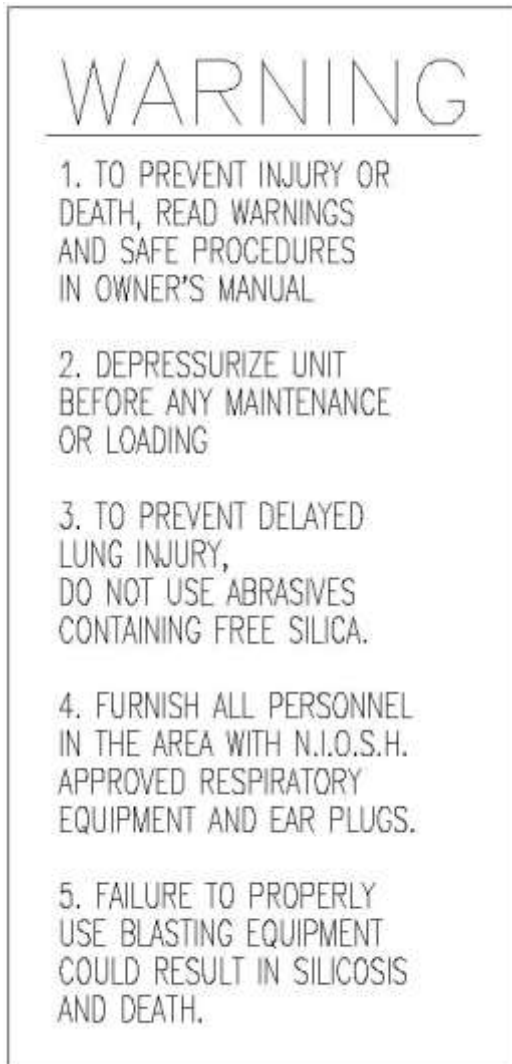 WARNING
1. TO PREVENT INJURY OR
DEATH, READ WARNINGS
AND SAFE PROCEDURES
IN OWNER'S MANUAL
2. DEPRESSURIZE UNIT
BEFORE ANY MAINTENANCE
OR LOADING
3. TO PREVENT DELAYED
LUNG INJURY,
DO NOT USE ABRASIVES
CONTAINING FREE SILICA.
4. FURNISH ALL PERSONNEL
IN THE AREA WITH N.I.O.S.H.
APPROVED RESPIRATORY
EQUIPMENT AND EAR PLUGS.
5. FAILURE TO PROPERLY
USE BLASTING EQUIPMENT
COULD RESULT IN SILICOSIS
AND DEATH.